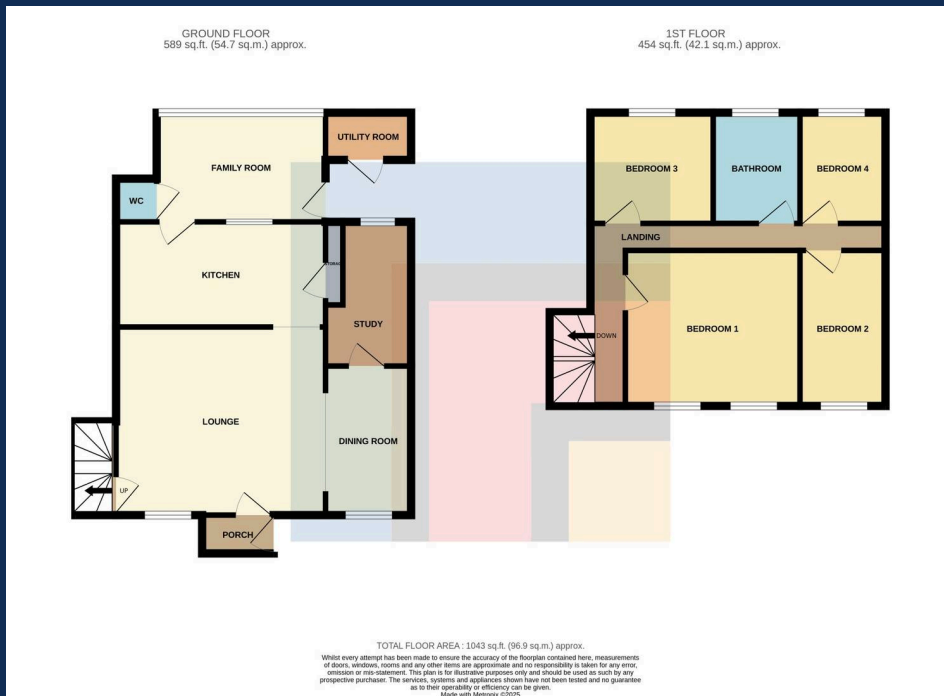 GROUND FLOOR
589 sq.ft. (54.7 sq.m.) approx.
1ST FLOOR
454 sq.ft. (42.1 sq.m.) approx.
UTILITY ROOM
FAMILY ROOM
WC
KITCHEN
STUDY
LOUNGE
DINING ROOM
UP
PORCH
BEDROOM 3
BATHROOM
BEDROOM 4
LANDING
DOWN
BEDROOM 1
BEDROOM 2
TOTAL FLOOR AREA : 1043 sq.ft. (96.9 sq.m.) approx.
Whilst every attempt has been made to ensure the accuracy of the floorplan contained here, measurements
of doors, windows, rooms and any other items are approximate and no responsibility is taken for any error,
omission or mis-statement. This plan is for illustrative purposes only and should be used as such by any
prospective purchaser. The services, systems and appliances shown have not been tested and no guarantee
as to their operability or efficiency can be given.
Made with Metropix ©2025